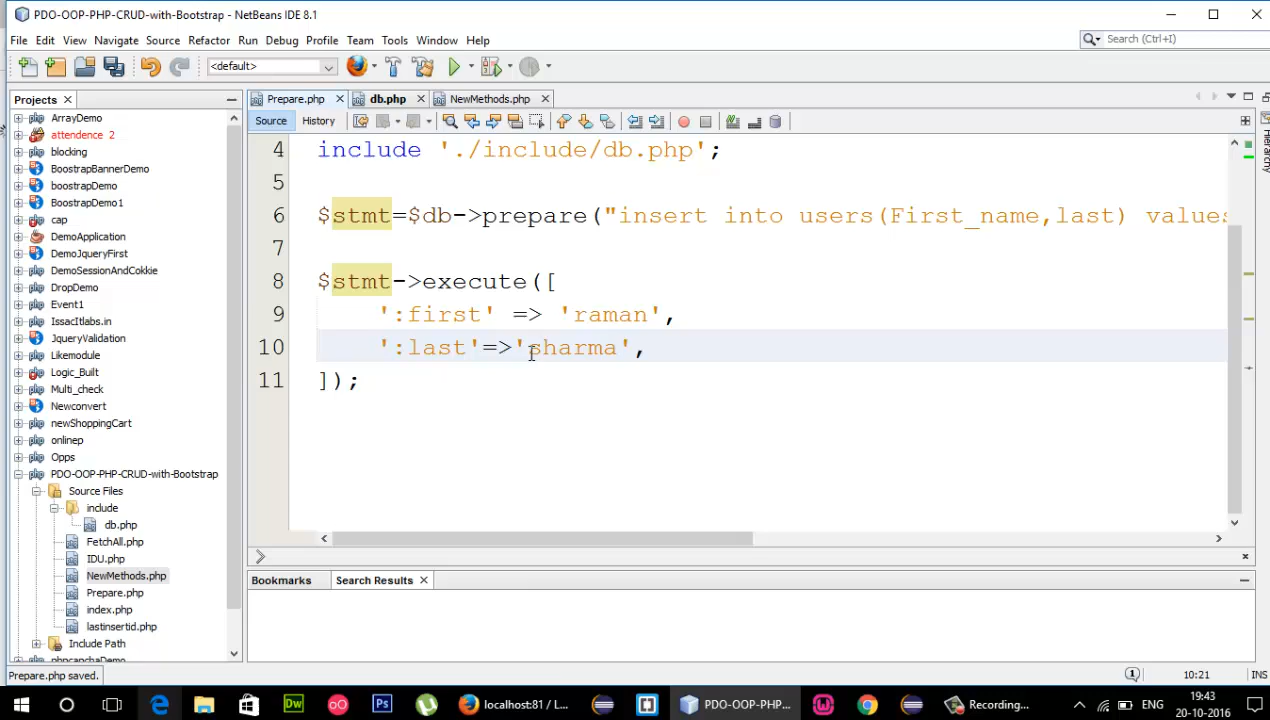 PDO-OOP-PHP-CRUD-with-Bootstrap - NetBeans IDE 8.1
File Edit View Navigate Source Refactor Run Debug Profile Team Tools Window Help
Search (Ctrl+I)
<default>
Projects
Prepare.php db.php NewMethods.php
Source History
ArrayDemo
attendence 2
blocking
BoostrapBannerDemo
boostrapDemo
BoostrapDemo1
cap
DemoApplication
DemoJqueryFirst
DemoSessionAndCokkie
DropDemo
Event1
IssacItlabs.in
JqueryValidation
Likemodule
Logic_Built
Multi_check
Newconvert
newShoppingCart
onlinep
Opps
PDO-OOP-PHP-CRUD-with-Bootstrap
Source Files
include
db.php
FetchAll.php
IDU.php
NewMethods.php
Prepare.php
index.php
lastinsertid.php
Include Path
phpcapchaDemo
4 include './include/db.php';
5
6 $stmt=$db->prepare("insert into users(First_name,last) values
7
8 $stmt->execute([
9 ':first' => 'raman',
10 ':last'=>'sharma',
11 ]);
Hierarchy
Bookmarks Search Results
Prepare.php saved.
1 10:21 INS
localhost:81 / L...
PDO-OOP-PHP-...
Recording...
ENG
19:43
20-10-2016